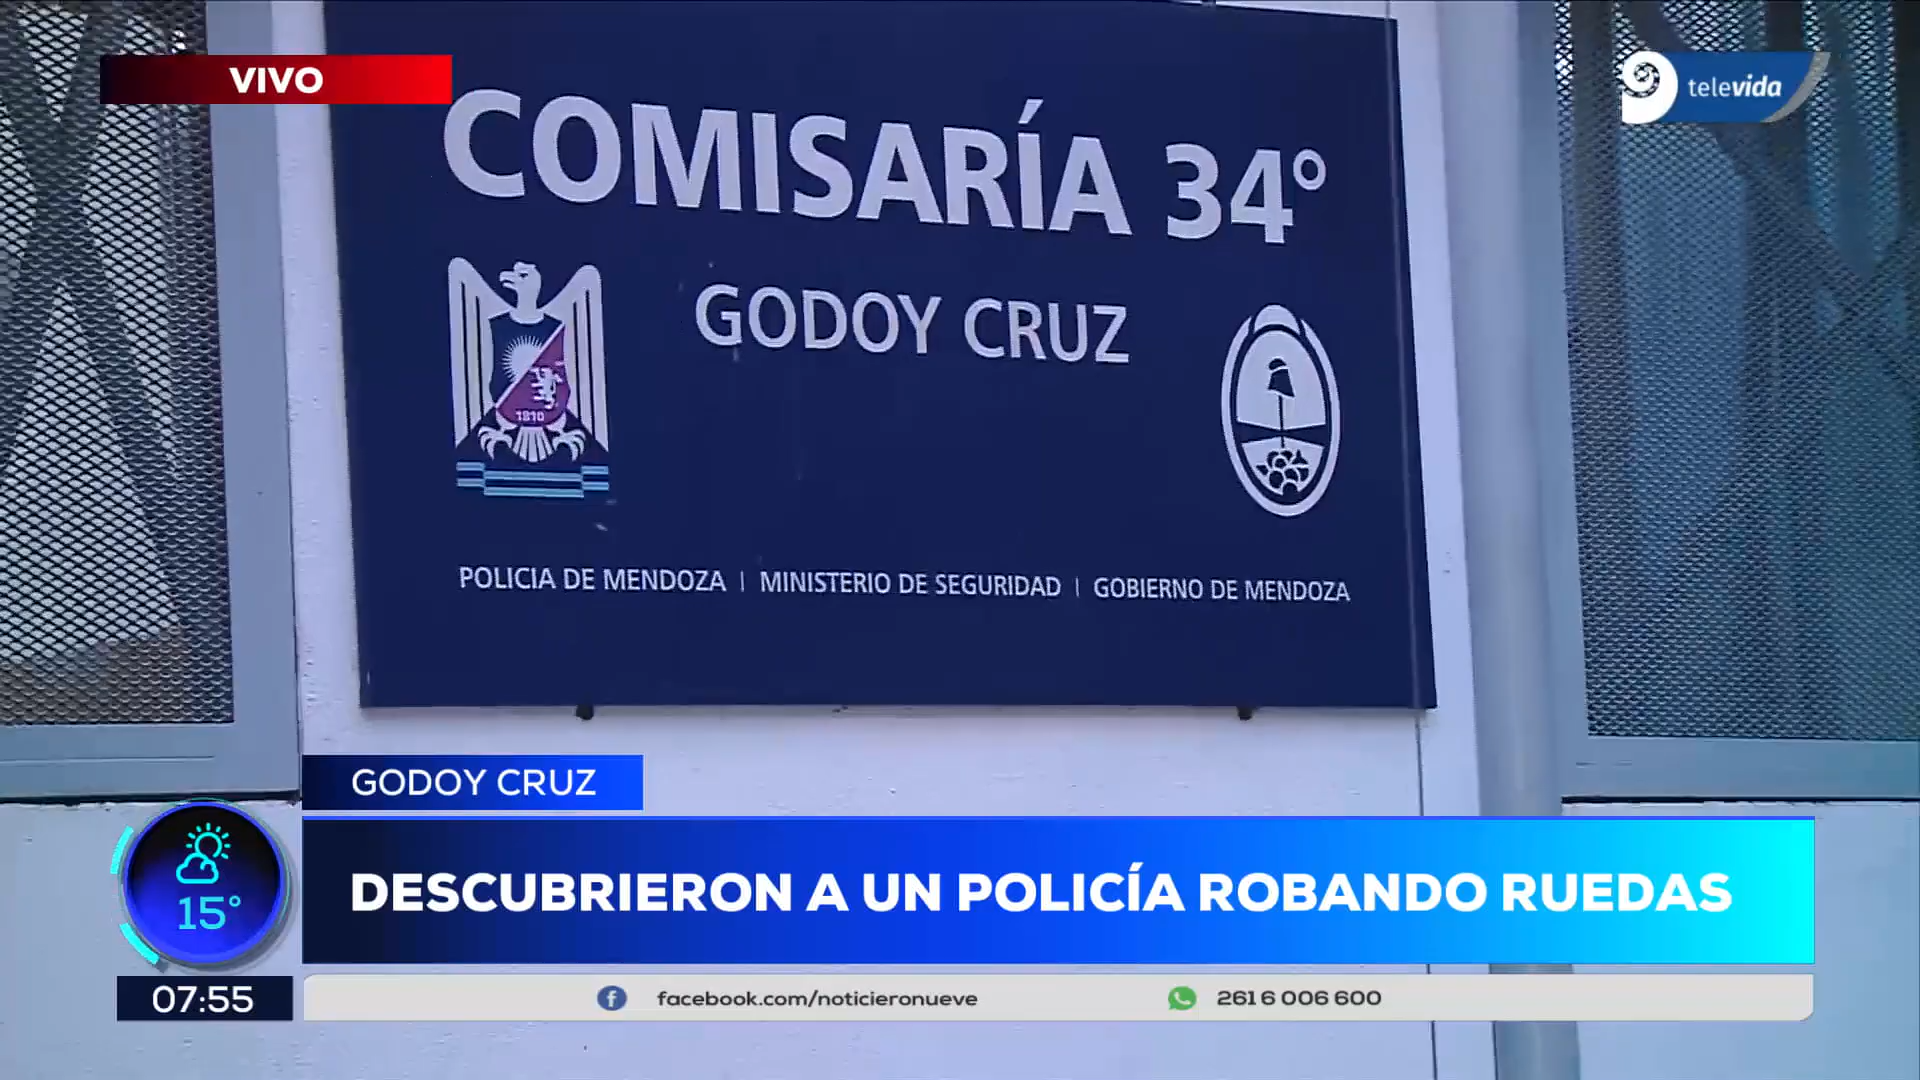 VIVO
televida
COMISARÍA 34°
GODOY CRUZ
1810
POLICIA DE MENDOZA | MINISTERIO DE SEGURIDAD | GOBIERNO DE MENDOZA
GODOY CRUZ
15°
DESCUBRIERON A UN POLICÍA ROBANDO RUEDAS
07:55
facebook.com/noticieronueve
261 6 006 600